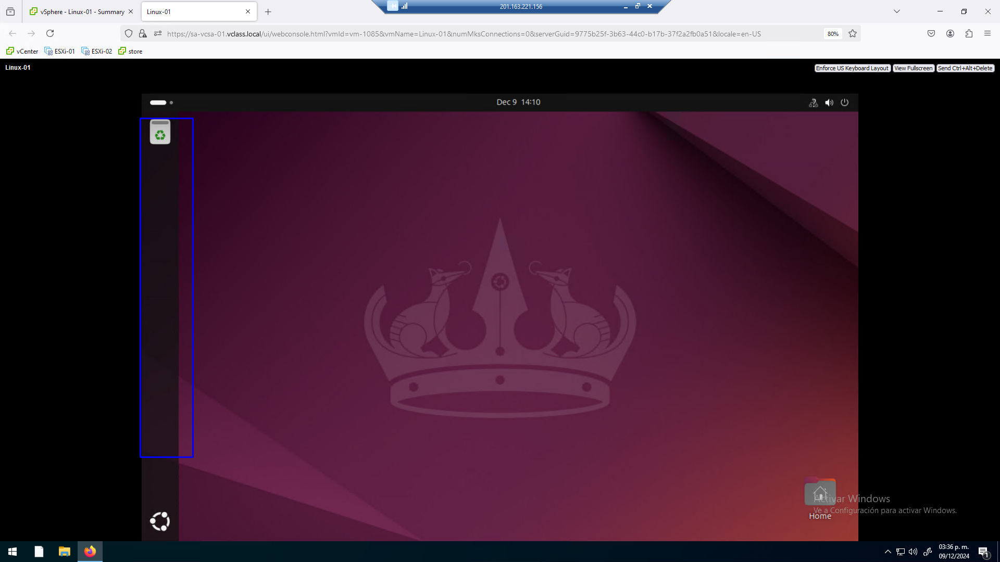 vSphere - Linux-01 - Summary
Linux-01
201.163.221.156
https://sa-vcsa-01.vclass.local/ui/webconsole.html?vmId=vm-1085&vmName=Linux-01&numMksConnections=0&serverGuid=9775b25f-3b63-44c0-b17b-37f2a2fb0a51&locale=en-US
80%
vCenter
ESXi-01
ESXi-02
store
Linux-01
Enforce US Keyboard Layout
View Fullscreen
Send Ctrl+Alt+Delete
Dec 9 14:10
Activar Windows
Ve a Configuración para activar Windows.
Home
03:36 p. m.
09/12/2024
1